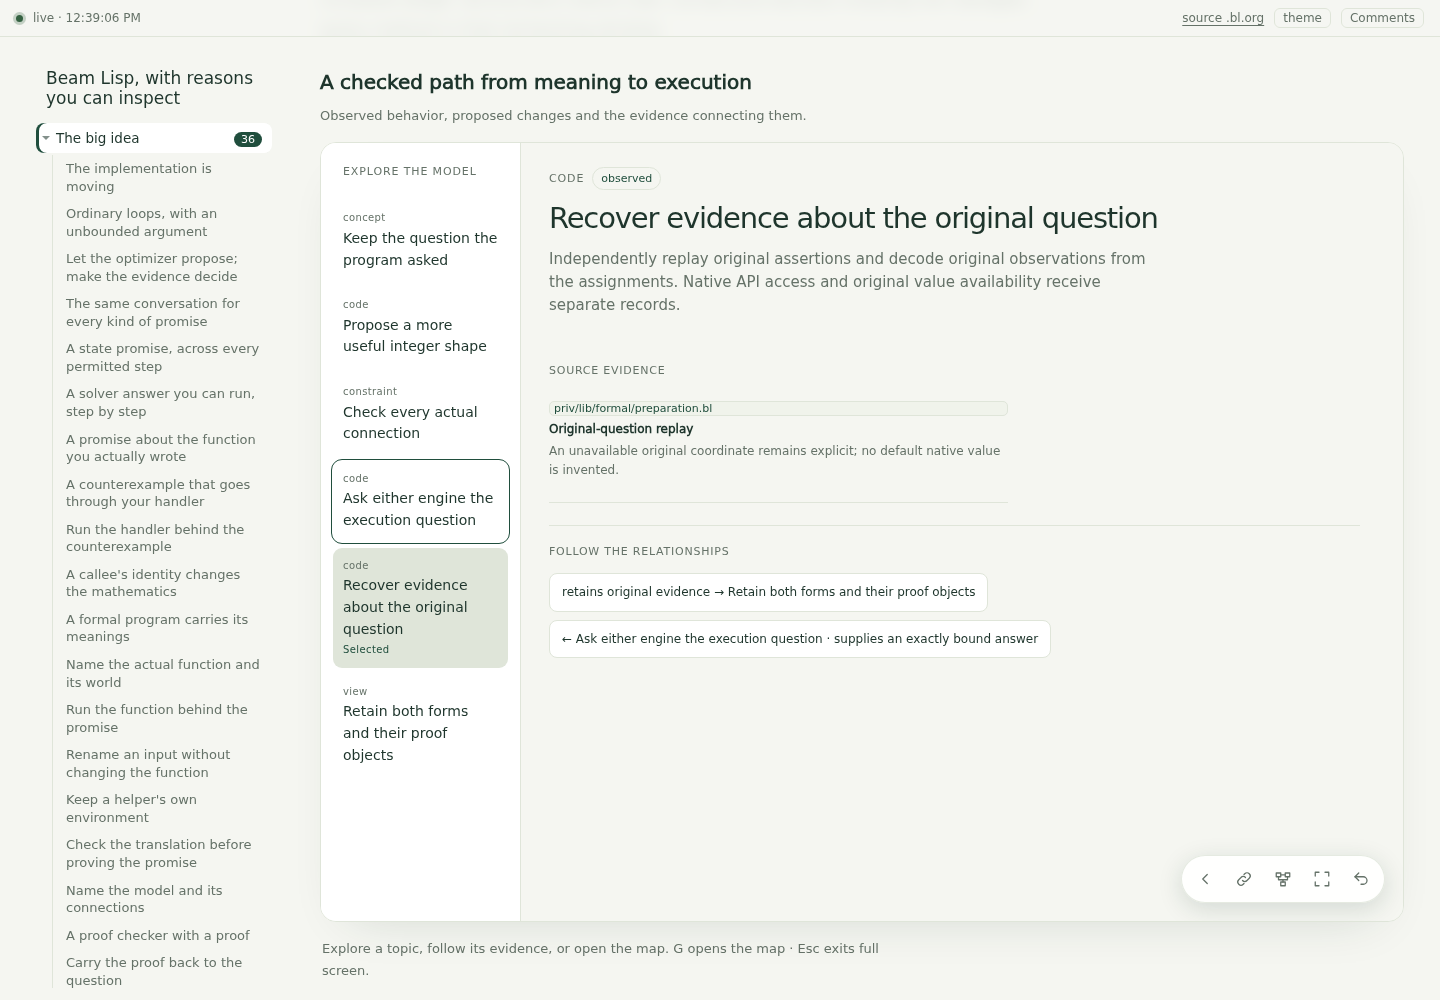 live · 12:39:06 PM
source .bl.org
theme
Comments
Beam Lisp, with reasons
you can inspect
The big idea
36
The implementation is
moving
Ordinary loops, with an
unbounded argument
Let the optimizer propose;
make the evidence decide
The same conversation for
every kind of promise
A state promise, across every
permitted step
A solver answer you can run,
step by step
A promise about the function
you actually wrote
A counterexample that goes
through your handler
Run the handler behind the
counterexample
A callee's identity changes
the mathematics
A formal program carries its
meanings
Name the actual function and
its world
Run the function behind the
promise
Rename an input without
changing the function
Keep a helper's own
environment
Check the translation before
proving the promise
Name the model and its
connections
A proof checker with a proof
Carry the proof back to the
question
A checked path from meaning to execution
Observed behavior, proposed changes and the evidence connecting them.
EXPLORE THE MODEL
concept
Keep the question the
program asked
code
Propose a more
useful integer shape
constraint
Check every actual
connection
code
Ask either engine the
execution question
code
Recover evidence
about the original
question
Selected
view
Retain both forms
and their proof
objects
CODE
observed
Recover evidence about the original question
Independently replay original assertions and decode original observations from
the assignments. Native API access and original value availability receive
separate records.
SOURCE EVIDENCE
priv/lib/formal/preparation.bl
Original-question replay
An unavailable original coordinate remains explicit; no default native value
is invented.
FOLLOW THE RELATIONSHIPS
retains original evidence → Retain both forms and their proof objects
← Ask either engine the execution question · supplies an exactly bound answer
Explore a topic, follow its evidence, or open the map. G opens the map · Esc exits full
screen.